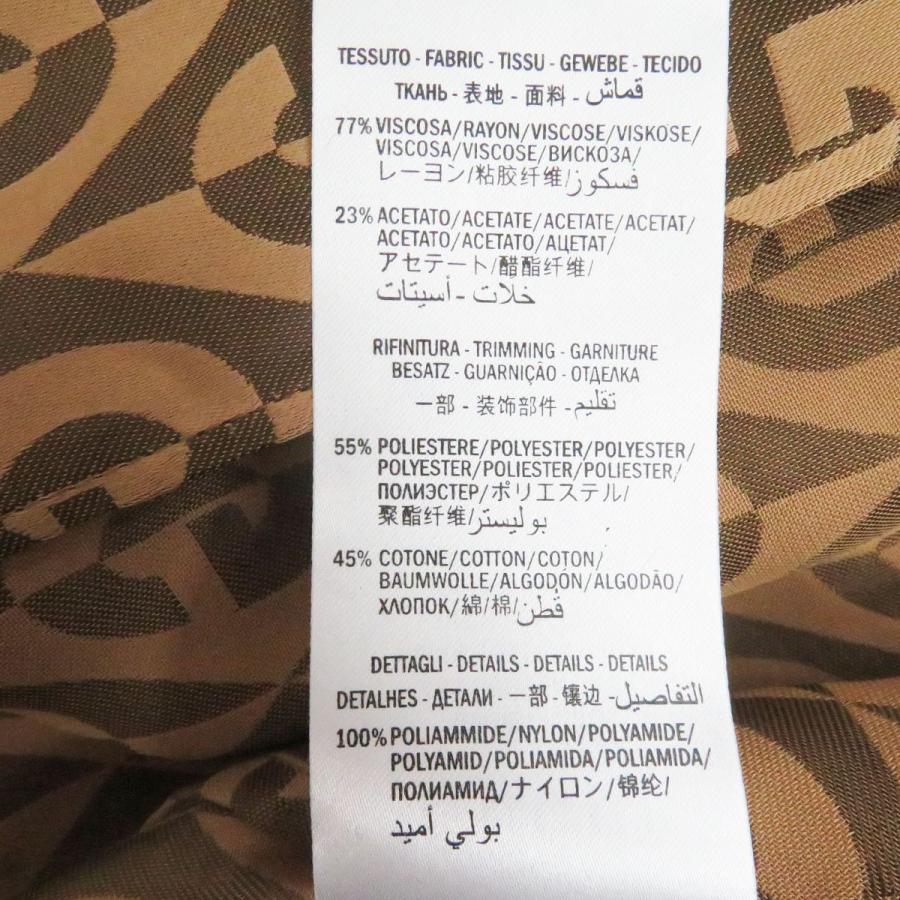 TESSUTO - FABRIC - TISSU - GEWEBE - TECIDO
ТКАНЬ - 表地 - 面料 - قماش
77% VISCOSA/RAYON/VISCOSE/VISKOSE/
VISCOSA/VISCOSE/ВИСКОЗА/
レーヨン/粘胶纤维/فسكوز
23% ACETATO/ACETATE/ACETATE/ACETAT/
ACETATO/ACETATO/АЦЕТАТ/
アセテート/醋酯纤维/
خلات - أسيتات
RIFINITURA - TRIMMING - GARNITURE
BESATZ - GUARNIÇÃO - ОТДЕЛКА
一部 - 装饰部件 - تقليم
55% POLIESTERE/POLYESTER/POLYESTER/
POLYESTER/POLIESTER/POLIESTER/
ПОЛИЭСТЕР/ポリエステル/
聚酯纤维/بوليستر
45% COTONE/COTTON/COTON/
BAUMWOLLE/ALGODÓN/ALGODÃO/
ХЛОПОК/綿/棉/قطن
DETTAGLI - DETAILS - DETAILS - DETAILS
DETALHES - ДЕТАЛИ - 一部 - 镶边 - التفاصيل
100% POLIAMMIDE/NYLON/POLYAMIDE/
POLYAMID/POLIAMIDA/POLIAMIDA/
ПОЛИАМИД/ナイロン/锦纶/
بولي أميد